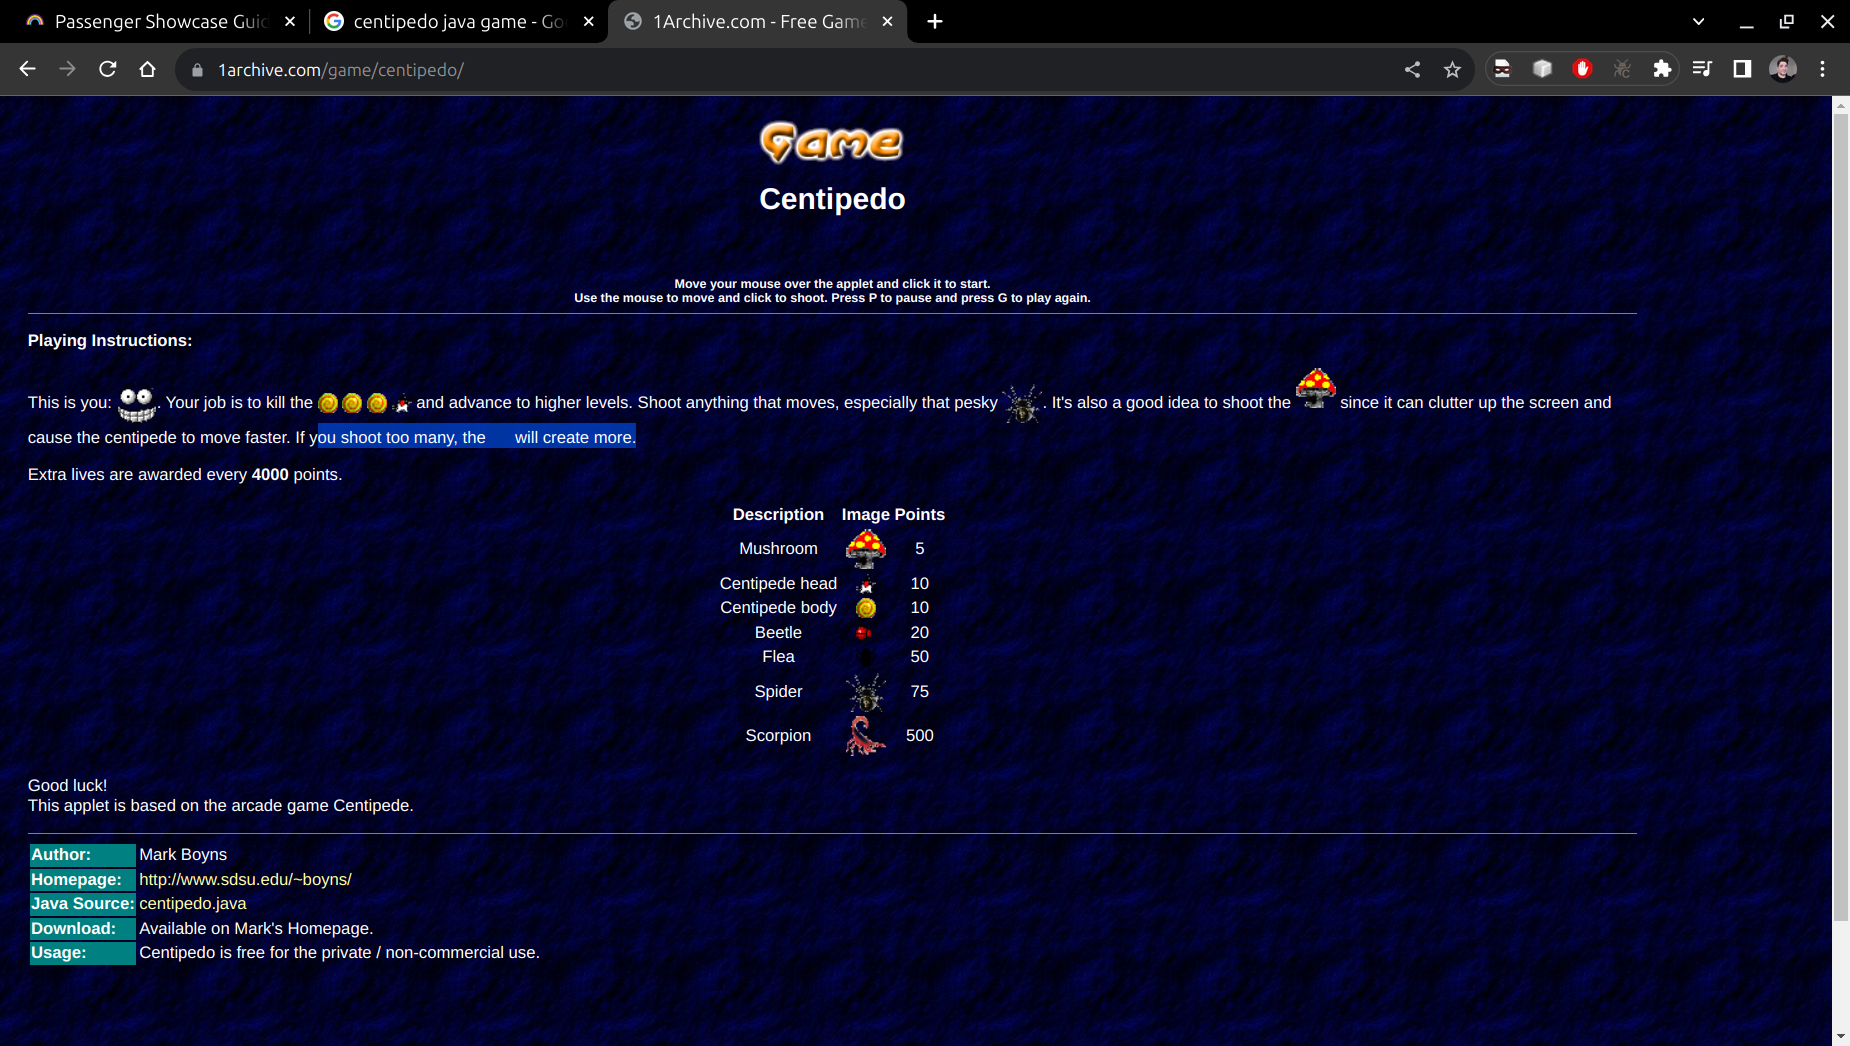 Passenger Showcase Guid
centipedo java game - Go
1Archive.com - Free Game
1archive.com/game/centipedo/
Game
Centipedo
Move your mouse over the applet and click it to start.
Use the mouse to move and click to shoot. Press P to pause and press G to play again.
Playing Instructions:
This is you: . Your job is to kill the and advance to higher levels. Shoot anything that moves, especially that pesky . It's also a good idea to shoot the since it can clutter up the screen and
cause the centipede to move faster. If you shoot too many, the will create more.
Extra lives are awarded every 4000 points.
Description Image Points
Mushroom 5
Centipede head 10
Centipede body 10
Beetle 20
Flea 50
Spider 75
Scorpion 500
Good luck!
This applet is based on the arcade game Centipede.
Author: Mark Boyns
Homepage: http://www.sdsu.edu/~boyns/
Java Source: centipedo.java
Download: Available on Mark's Homepage.
Usage: Centipedo is free for the private / non-commercial use.